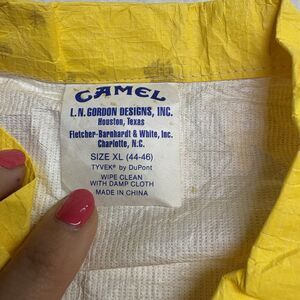 CAMEL
L.N. GORDON DESIGNS, INC.
Houston, Texas
Fletcher-Barnhardt & White, Inc.
Charlotte, N.C.
SIZE XL (44-46)
TYVEK® by DuPont
WIPE CLEAN
WITH DAMP CLOTH
MADE IN CHINA